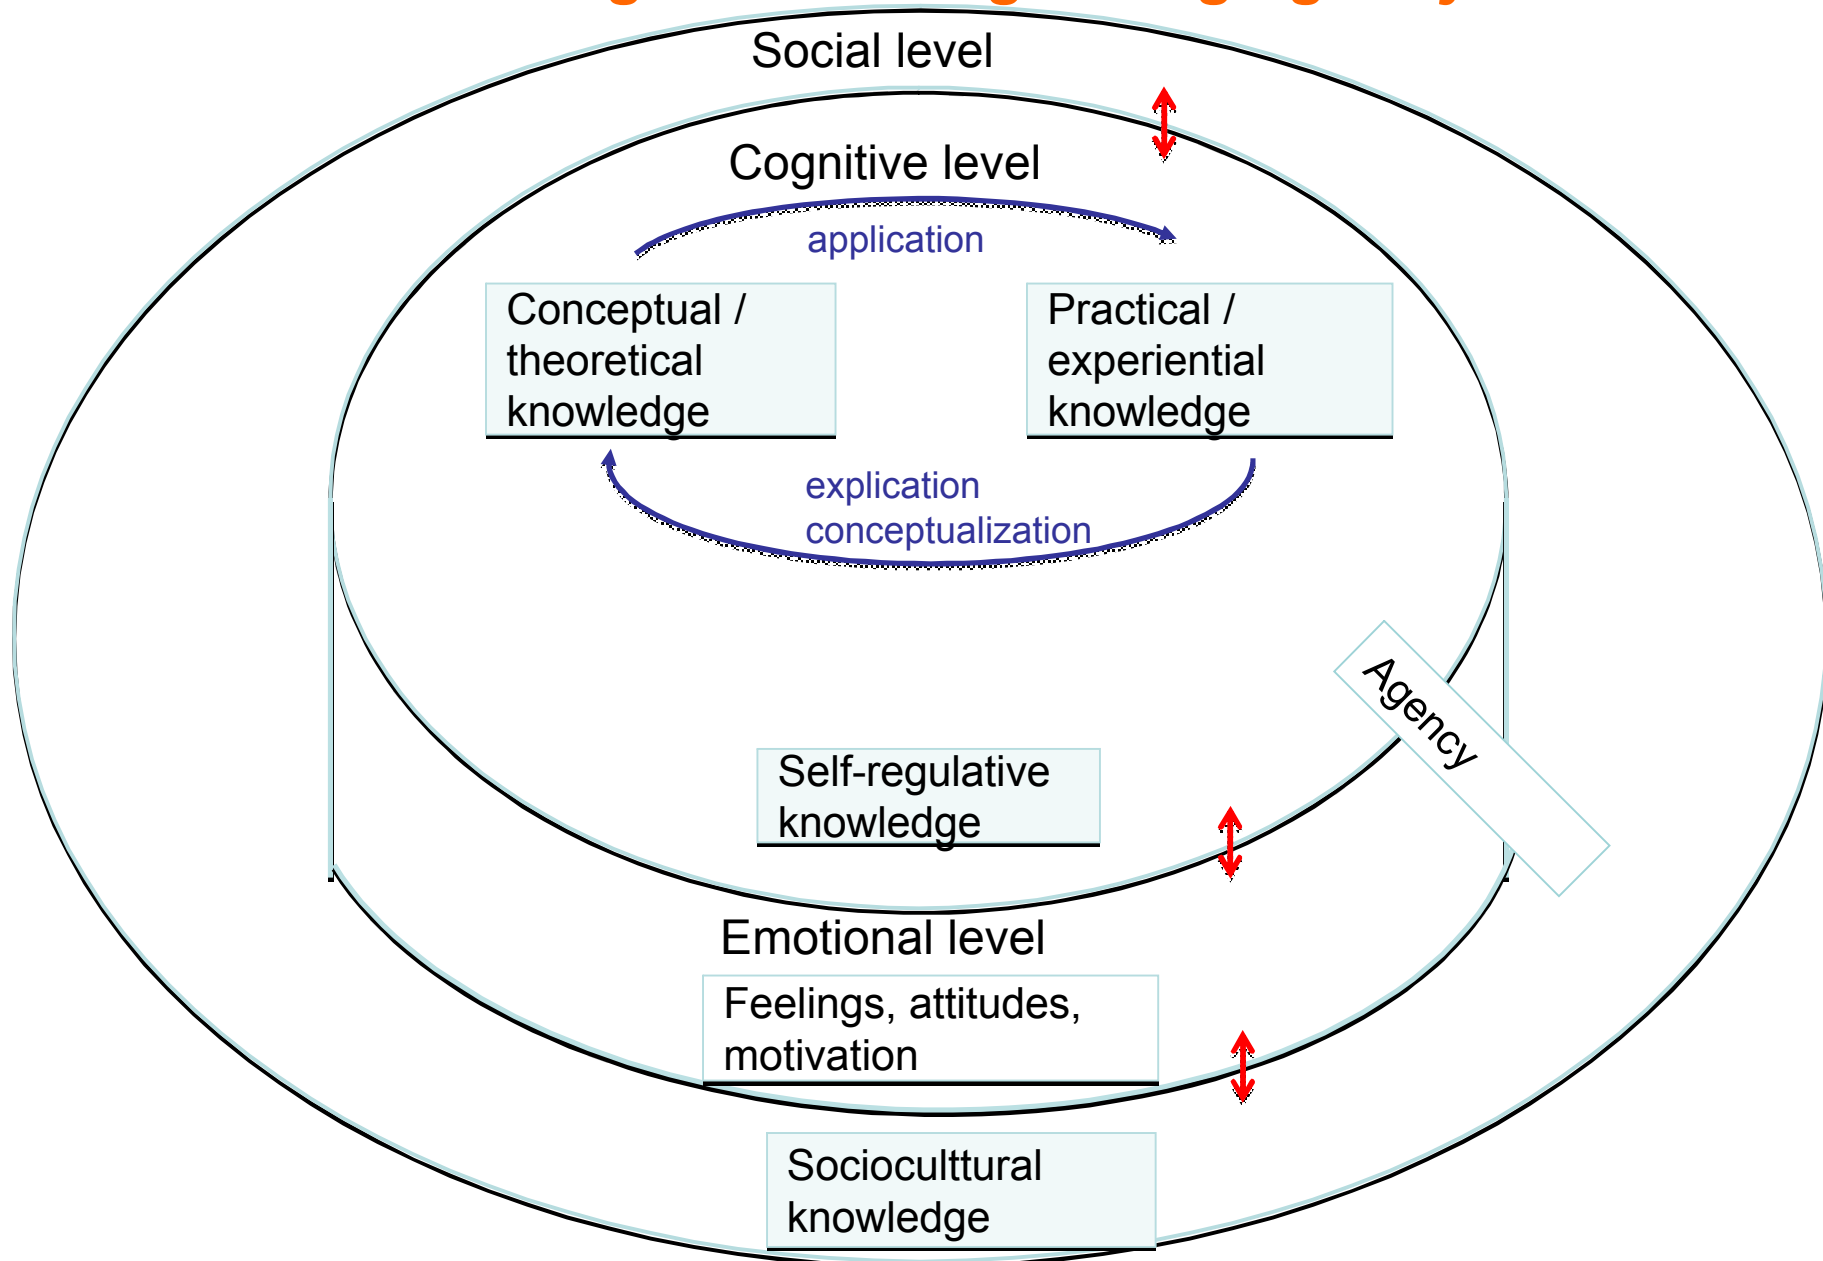 Social level
Cognitive level
application
Conceptual /
theoretical
knowledge
Practical /
experiential
knowledge
explication
conceptualization
Agency
Self-regulative
knowledge
Emotional level
Feelings, attitudes,
motivation
Socioculttural
knowledge